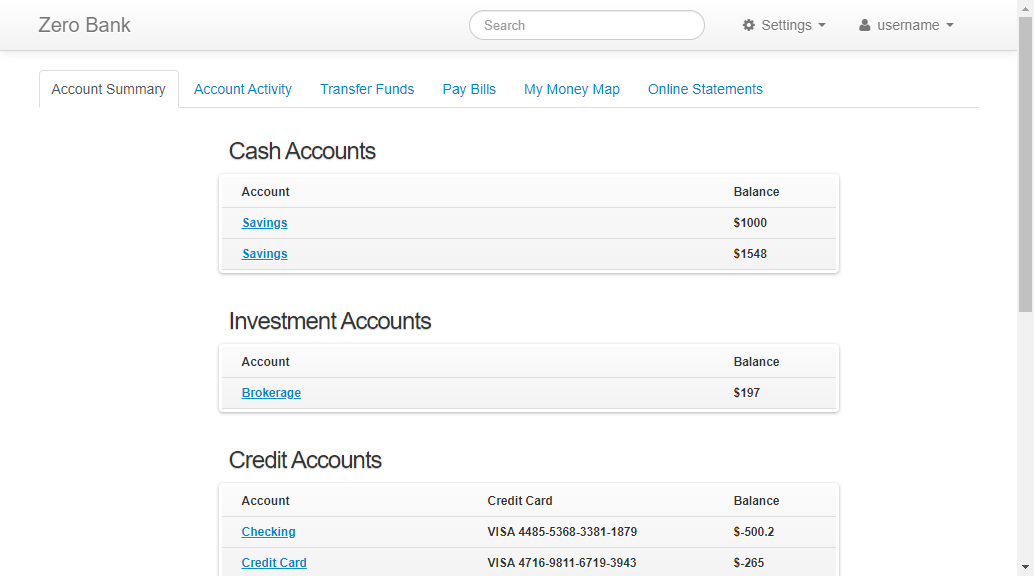 Zero Bank
Search
Settings
username
Account Summary
Account Activity
Transfer Funds
Pay Bills
My Money Map
Online Statements
Cash Accounts
Account Balance
Savings $1000
Savings $1548
Investment Accounts
Account Balance
Brokerage $197
Credit Accounts
Account Credit Card Balance
Checking VISA 4485-5368-3381-1879 $-500.2
Credit Card VISA 4716-9811-6719-3943 $-265